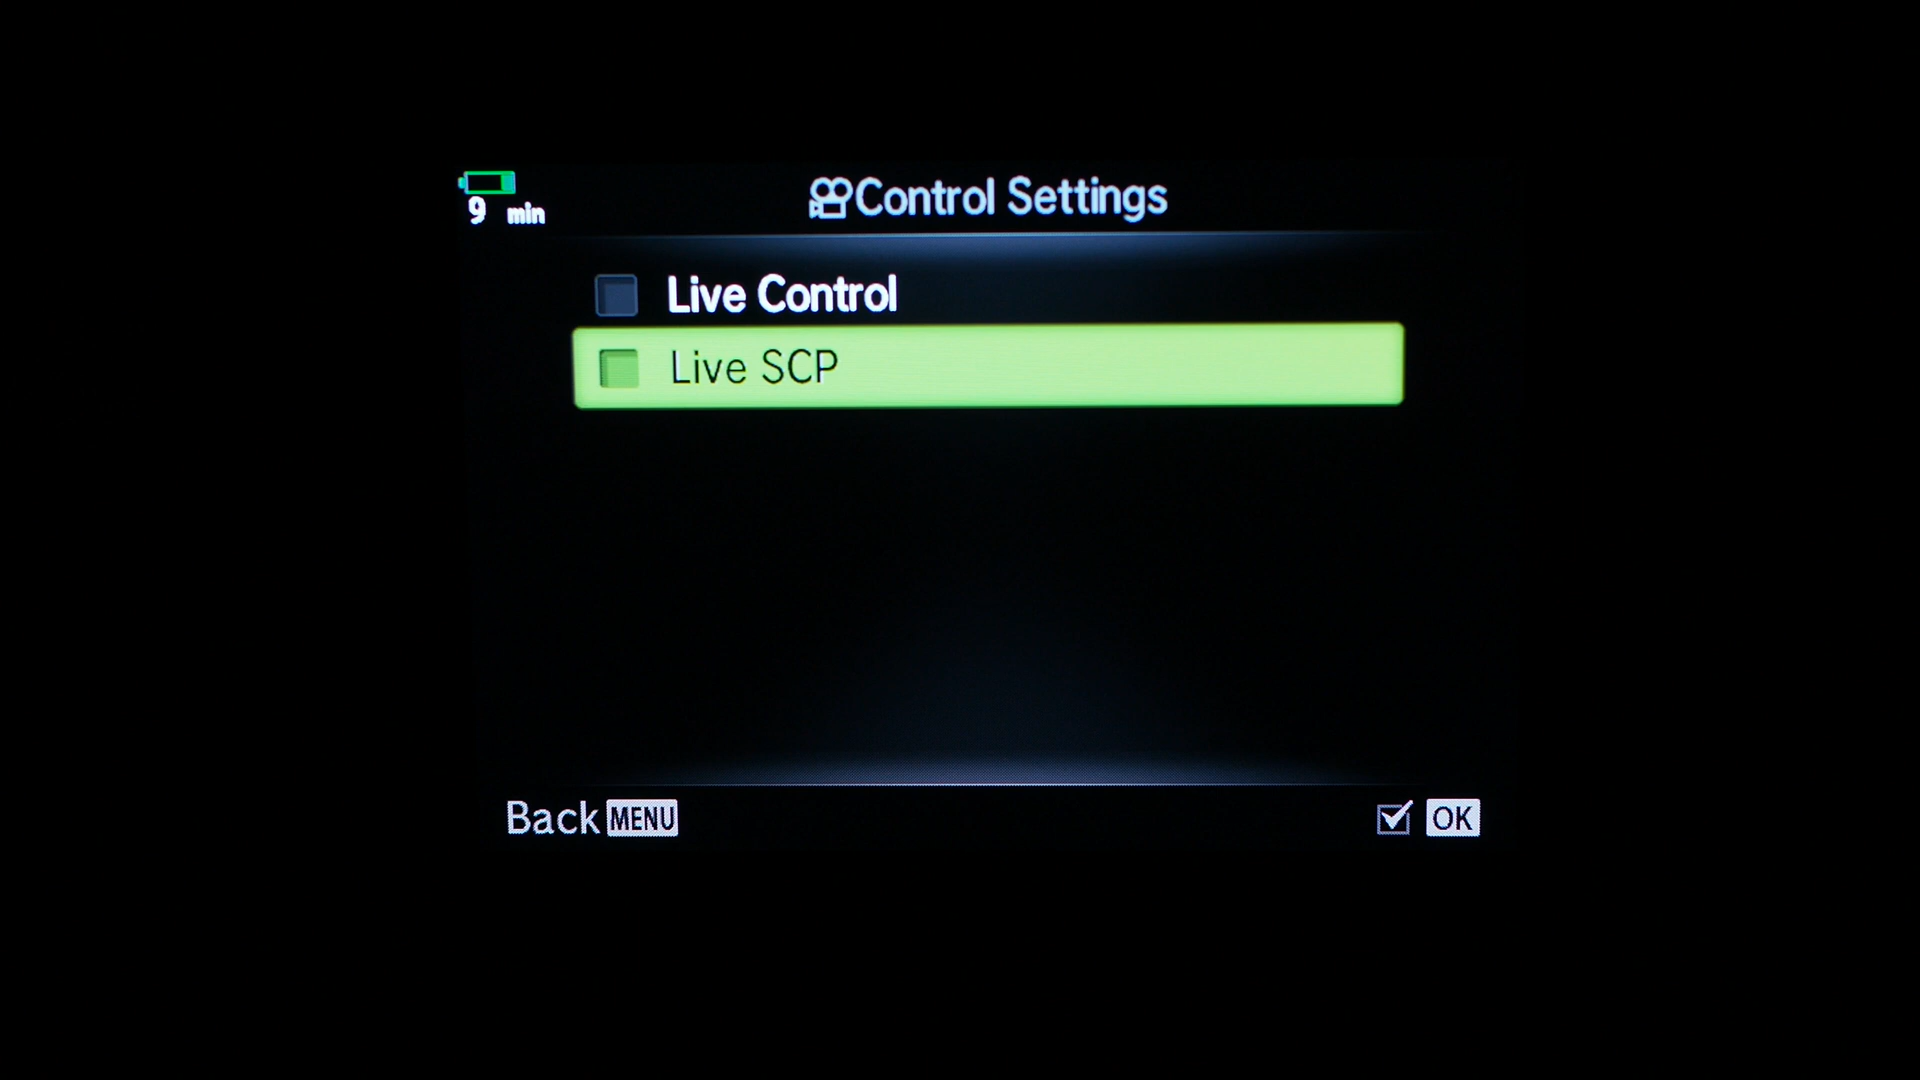 9 min
Control Settings
Live Control
Live SCP
Back MENU
OK